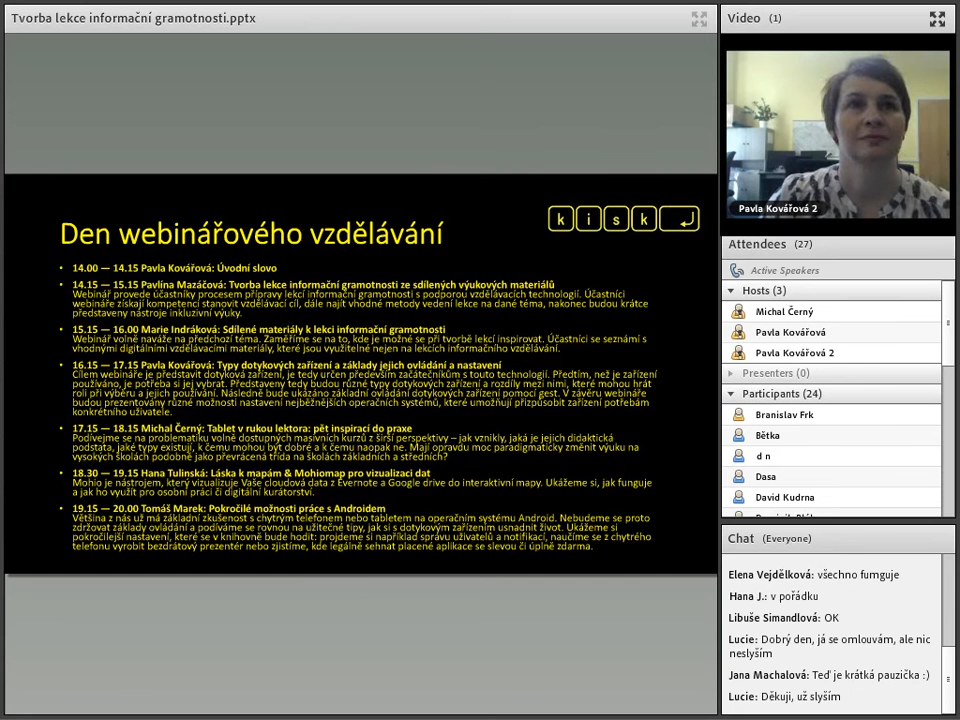 Tvorba lekce informační gramotnosti.pptx
Den webinářového vzdělávání
kisk
• 14.00 — 14.15 Pavla Kovářová: Úvodní slovo
• 14.15 — 15.15 Pavlína Mazáčová: Tvorba lekce informační gramotnosti ze sdílených výukových materiálů
Webinář provede účastníky procesem přípravy lekcí informační gramotnosti s podporou vzdělávacích technologií. Účastníci
webináře získají kompetenci stanovit vzdělávací cíl, dále najít vhodné metody vedení lekce na dané téma, nakonec budou krátce
představeny nástroje inkluzivní výuky.
• 15.15 — 16.00 Marie Indráková: Sdílené materiály k lekci informační gramotnosti
Webinář volně naváže na předchozí téma. Zaměříme se na to, kde je možné se při tvorbě lekcí inspirovat. Účastníci se seznámí s
vhodnými digitálními vzdělávacími materiály, které jsou využitelné nejen na lekcích informačního vzdělávání.
• 16.15 — 17.15 Pavla Kovářová: Typy dotykových zařízení a základy jejich ovládání a nastavení
Cílem webináře je představit dotyková zařízení, je tedy určen především začátečníkům s touto technologií. Předtím, než je zařízení
používáno, je potřeba si jej vybrat. Představeny tedy budou různé typy dotykových zařízení a rozdíly mezi nimi, které mohou hrát
roli při výběru a jejich používání. Následně bude ukázáno základní ovládání dotykových zařízení pomocí gest. V závěru webináře
budou prezentovány různé možnosti nastavení nejběžnějších operačních systémů, které umožňují přizpůsobit zařízení potřebám
konkrétního uživatele.
• 17.15 — 18.15 Michal Černý: Tablet v rukou lektora: pět inspirací do praxe
Podívejme se na problematiku volně dostupných masivních kurzů z širší perspektivy – jak vznikly, jaká je jejich didaktická
podstata, jaké typy existují, k čemu mohou být dobré a k čemu naopak ne. Mají opravdu moc paradigmaticky změnit výuku na
vysokých školách podobně jako převrácená třída na školách základních a středních?
• 18.30 — 19.15 Hana Tulinská: Láska k mapám & Mohiomap pro vizualizaci dat
Mohio je nástrojem, který vizualizuje Vaše cloudová data z Evernote a Google drive do interaktivní mapy. Ukážeme si, jak funguje
a jak ho využít pro osobní práci či digitální kurátorství.
• 19.15 — 20.00 Tomáš Marek: Pokročilé možnosti práce s Androidem
Většina z nás už má základní zkušenost s chytrým telefonem nebo tabletem na operačním systému Android. Nebudeme se proto
zdržovat základy ovládání a podíváme se rovnou na užitečné tipy, jak si s dotykovým zařízením usnadnit život. Ukážeme si
pokročilejší nastavení, které se v knihovně bude hodit: projdeme si například správu uživatelů a notifikací, naučíme se z chytrého
telefonu vyrobit bezdrátový prezentér nebo zjistíme, kde legálně sehnat placené aplikace se slevou či úplně zdarma.
Video (1)
Pavla Kovářová 2
Attendees (27)
Active Speakers
Hosts (3)
Michal Černý
Pavla Kovářová
Pavla Kovářová 2
Presenters (0)
Participants (24)
Branislav Frk
Bětka
d n
Dasa
David Kudrna
Chat (Everyone)
Elena Vejdělková: všechno fumguje
Hana J.: v pořádku
Libuše Simandlová: OK
Lucie: Dobrý den, já se omlouvám, ale nic
neslyším
Jana Machalová: Teď je krátká pauzička :)
Lucie: Děkuji, už slyším